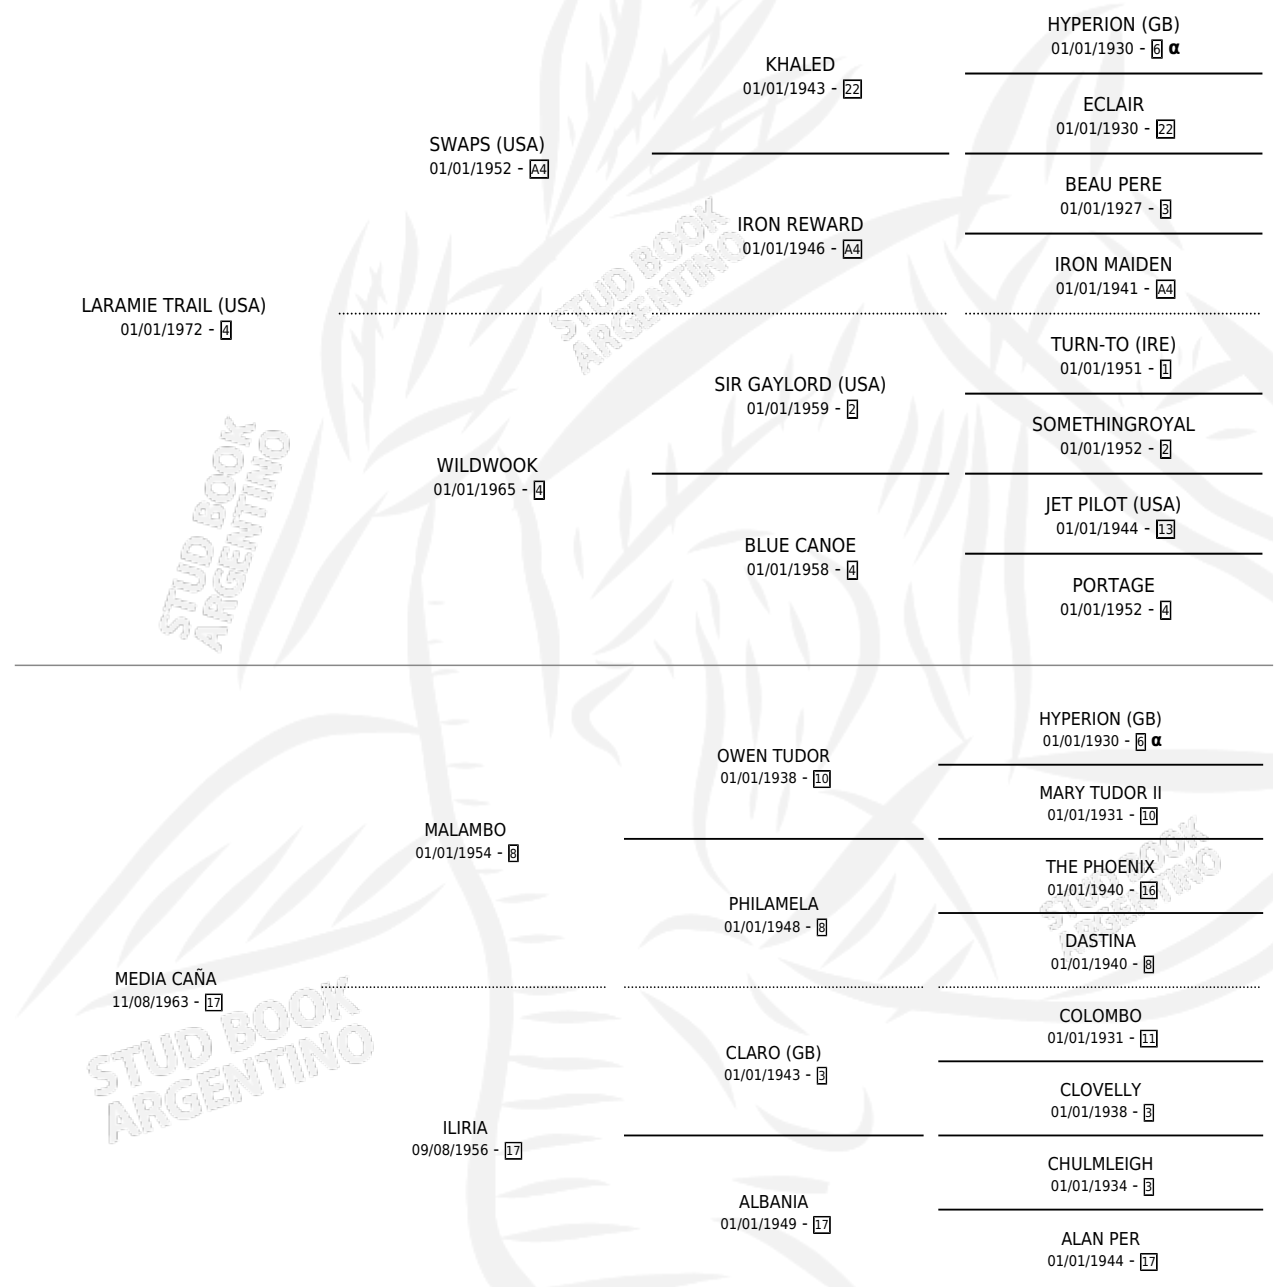 HYPERION (GB)
01/01/1930 - 6 α
KHALED
01/01/1943 - 22
ECLAIR
01/01/1930 - 22
SWAPS (USA)
01/01/1952 - A4
BEAU PERE
01/01/1927 - 3
IRON REWARD
01/01/1946 - A4
IRON MAIDEN
01/01/1941 - A4
LARAMIE TRAIL (USA)
01/01/1972 - 4
TURN-TO (IRE)
01/01/1951 - 1
SIR GAYLORD (USA)
01/01/1959 - 2
SOMETHINGROYAL
01/01/1952 - 2
WILDWOOK
01/01/1965 - 4
JET PILOT (USA)
01/01/1944 - 13
BLUE CANOE
01/01/1958 - 4
PORTAGE
01/01/1952 - 4
HYPERION (GB)
01/01/1930 - 6 α
OWEN TUDOR
01/01/1938 - 10
MARY TUDOR II
01/01/1931 - 10
MALAMBO
01/01/1954 - 8
THE PHOENIX
01/01/1940 - 16
PHILAMELA
01/01/1948 - 8
DASTINA
01/01/1940 - 8
MEDIA CAÑA
11/08/1963 - 17
COLOMBO
01/01/1931 - 11
CLARO (GB)
01/01/1943 - 3
CLOVELLY
01/01/1938 - 3
ILIRIA
09/08/1956 - 17
CHULMLEIGH
01/01/1934 - 3
ALBANIA
01/01/1949 - 17
ALAN PER
01/01/1944 - 17
STUD BOOK
ARGENTINO
STUD BOOK
ARGENTINO
STUD BOOK
ARGENTINO
STUD BOOK
ARGENTINO